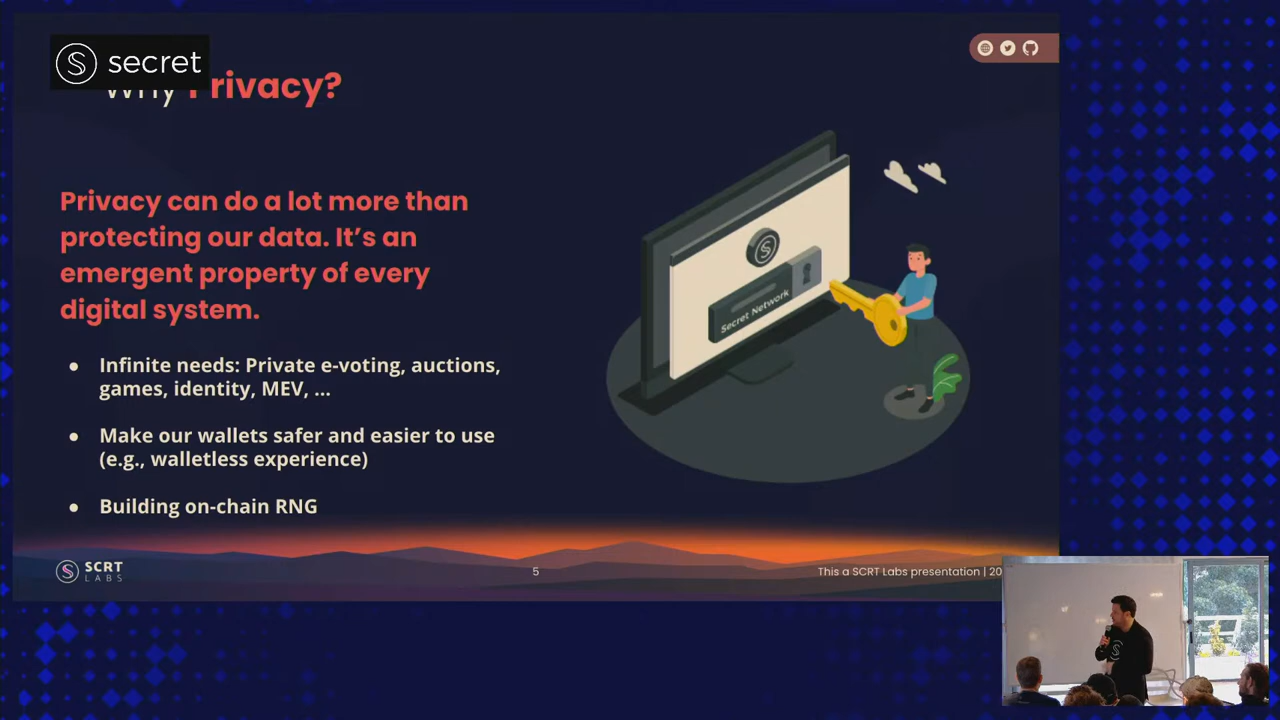 secret
Why Privacy?
Privacy can do a lot more than
protecting our data. It’s an
emergent property of every
digital system.
● Infinite needs: Private e-voting, auctions,
games, identity, MEV, ...
● Make our wallets safer and easier to use
(e.g., walletless experience)
● Building on-chain RNG
Secret Network
SCRT
LABS
5
This a SCRT Labs presentation | 20